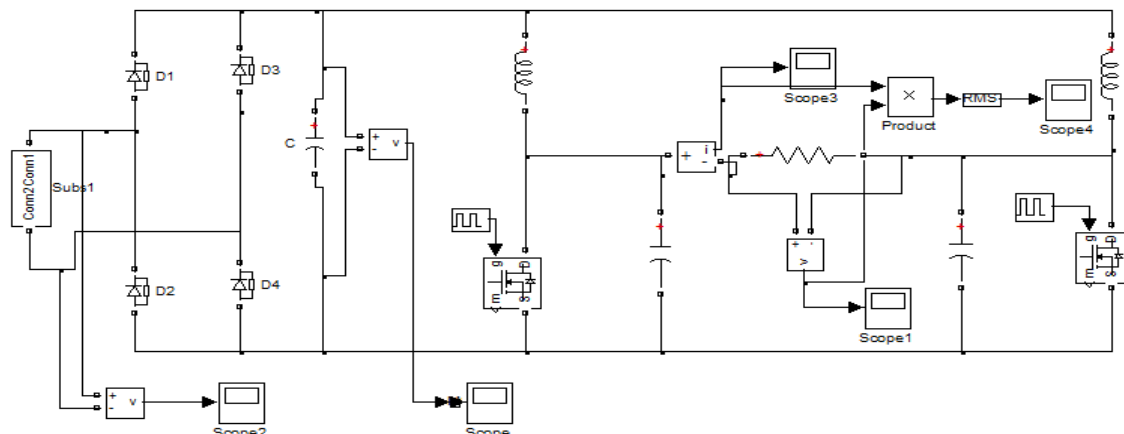 D1
D3
Scope3
Product
RMS
Scope4
C
+
-
v
+
i
-
Conn2Conn1
Subs1
g
D
m
S
+
-
v
g
D
m
S
D2
D4
Scope1
+
-
v
Scope2
Scope